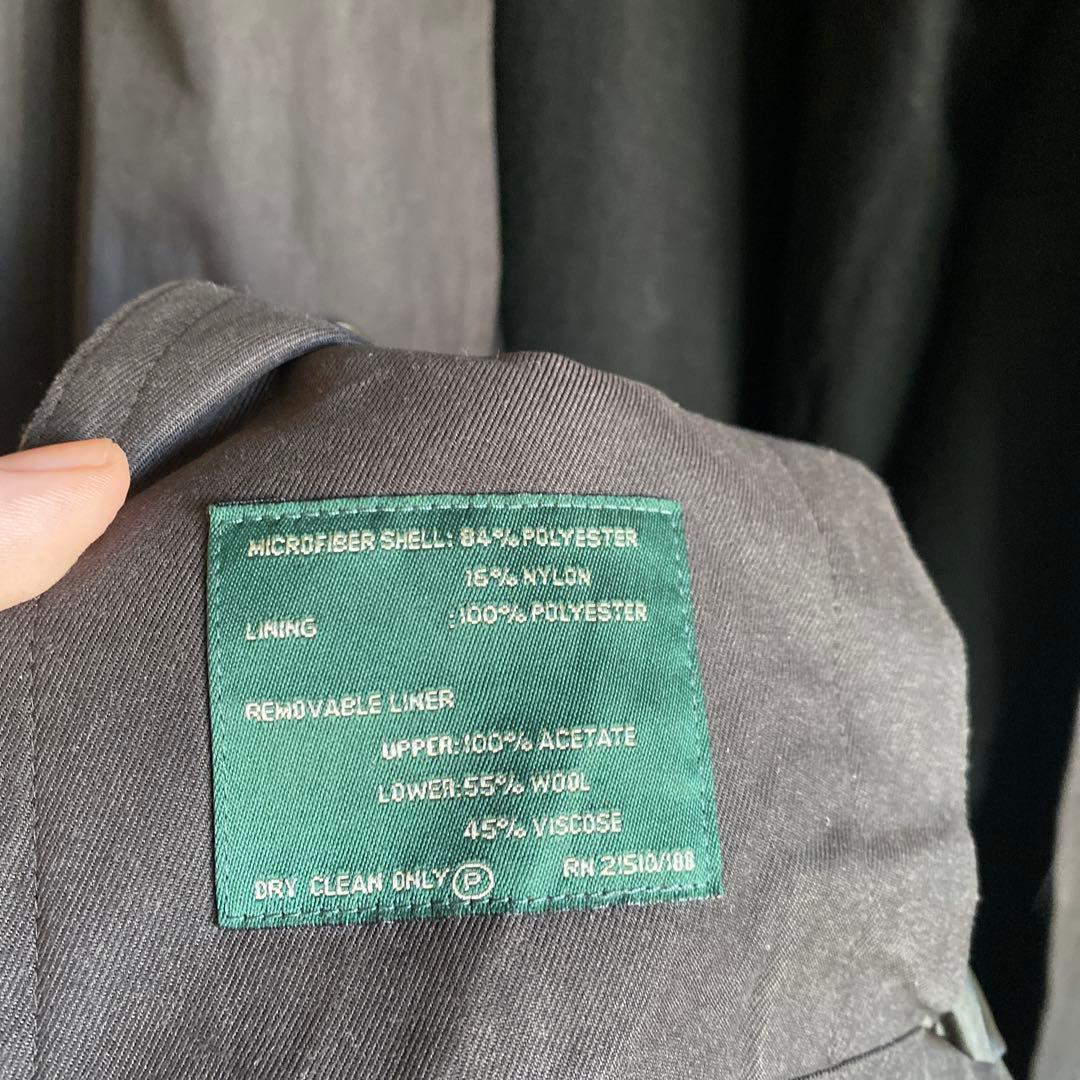 MICROFIBER SHELL: 84% POLYESTER
16% NYLON
LINING :100% POLYESTER
REMOVABLE LINER
UPPER:100% ACETATE
LOWER:55% WOOL
45% VISCOSE
DRY CLEAN ONLY P RN 21510/188